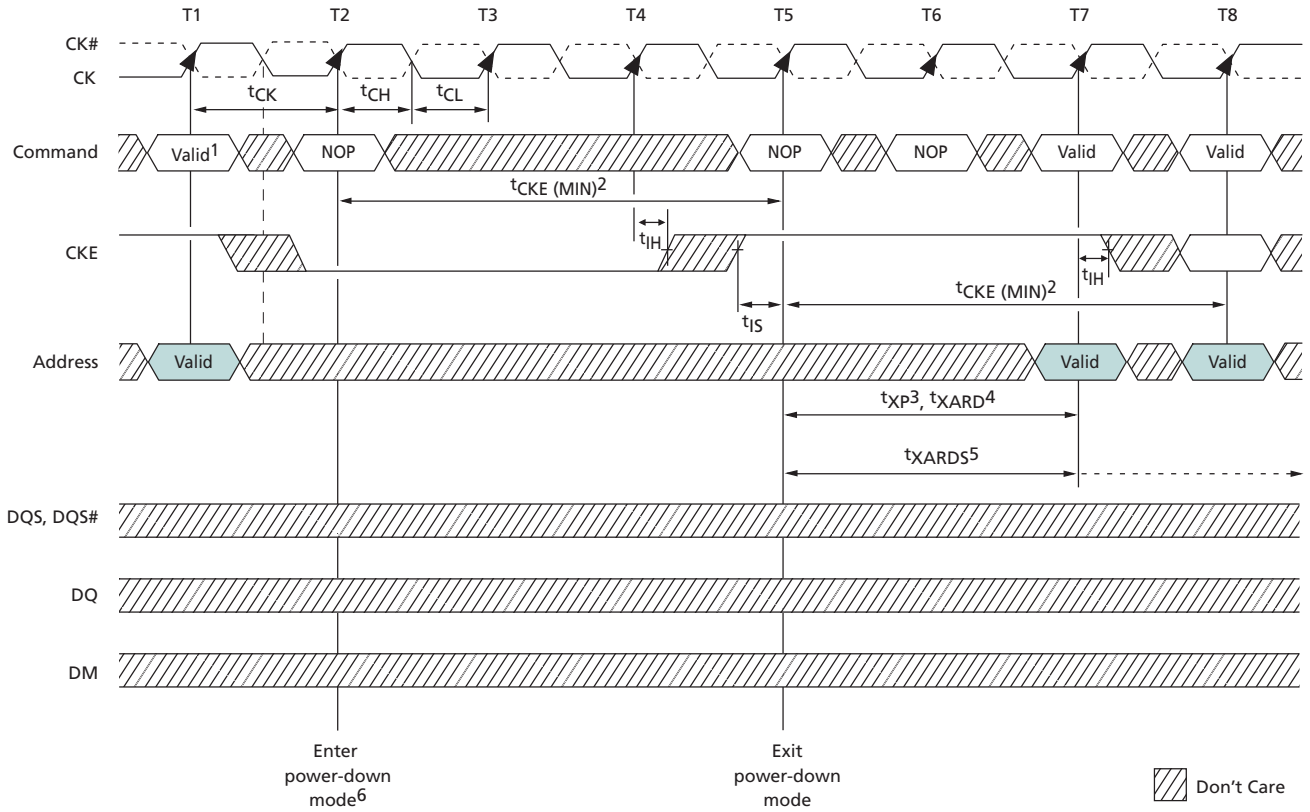 T1 T2 T3 T4 T5 T6 T7 T8
CK#
CK
tCK tCH tCL
Command Valid1 NOP NOP NOP Valid Valid
tCKE (MIN)2
CKE tIH tIH
tCKE (MIN)2
tIS
Address Valid Valid Valid
tXP3, tXARD4
tXARDS5
DQS, DQS#
DQ
DM
Enter Exit
power-down power-down
mode6 mode
Don't Care